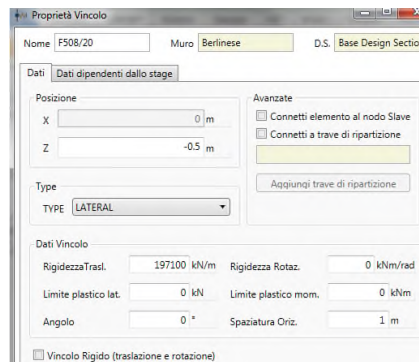 Proprietà Vincolo
Nome F508/20 Muro Berlinese D.S. Base Design Sectio
Dati Dati dipendenti dallo stage
Posizione Avanzate
X 0 m Connetti elemento al nodo Slave
Z -0.5 m Connetti a trave di ripartizione
Aggiungi trave di ripartizione
Type
TYPE LATERAL
Dati Vincolo
RigidezzaTrasl. 197100 kN/m Rigidezza Rotaz. 0 kNm/rad
Limite plastico lat. 0 kN Limite plastico mom. 0 kNm
Angolo 0 ° Spaziatura Oriz. 1 m
Vincolo Rigido (traslazione e rotazione)